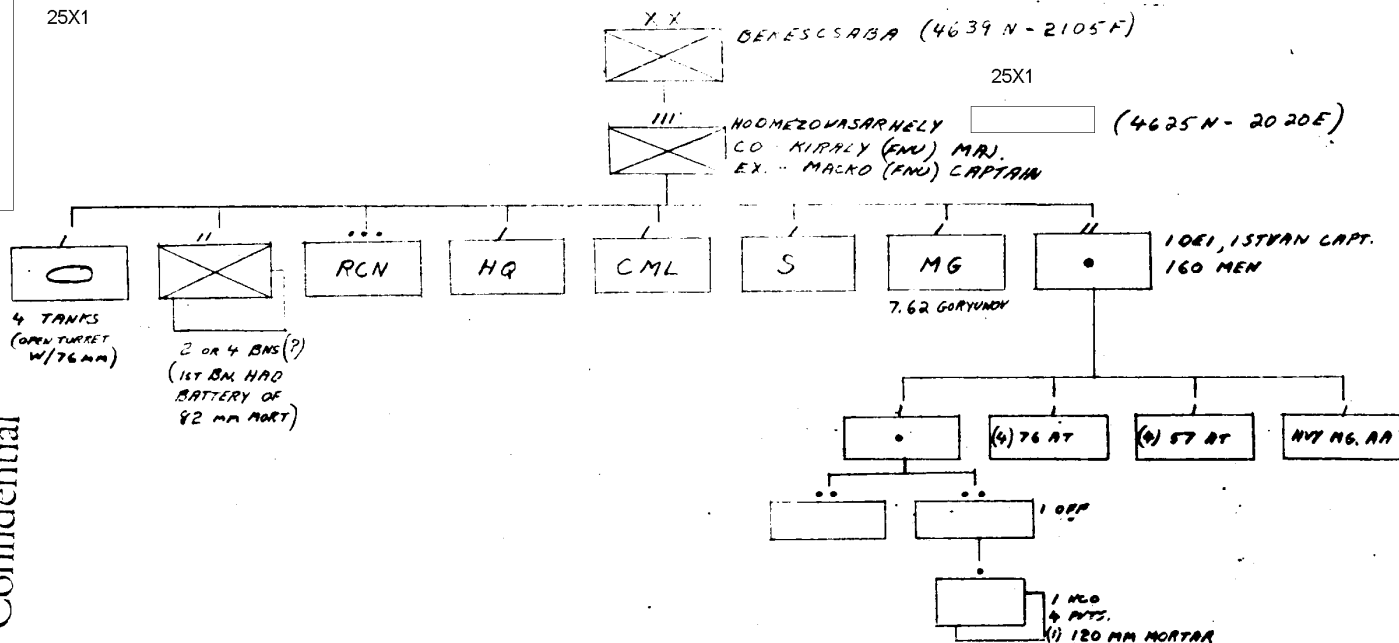 25X1
X X
BEKESCSABA (4639 N - 2105 E)
25X1
III
HODMEZOVASARHELY (4625 N - 2020 E)
CO - KIRALY (FNU) MAJ.
EX. - MACKO (FNU) CAPTAIN
I
II
RCN
HQ
CML
S
MG
II
IDEI, ISTVAN CAPT.
160 MEN
4 TANKS
(OPEN TURRET
W/76 MM)
2 OR 4 BNS (?)
(1ST BN. HAD
BATTERY OF
82 MM MORT)
7.62 GORYUNOV
(4) 76 AT
(4) 57 AT
HVY MG. AA
1 OFF
1 NCO
4 PVTS.
(1) 120 MM MORTAR
Confidential